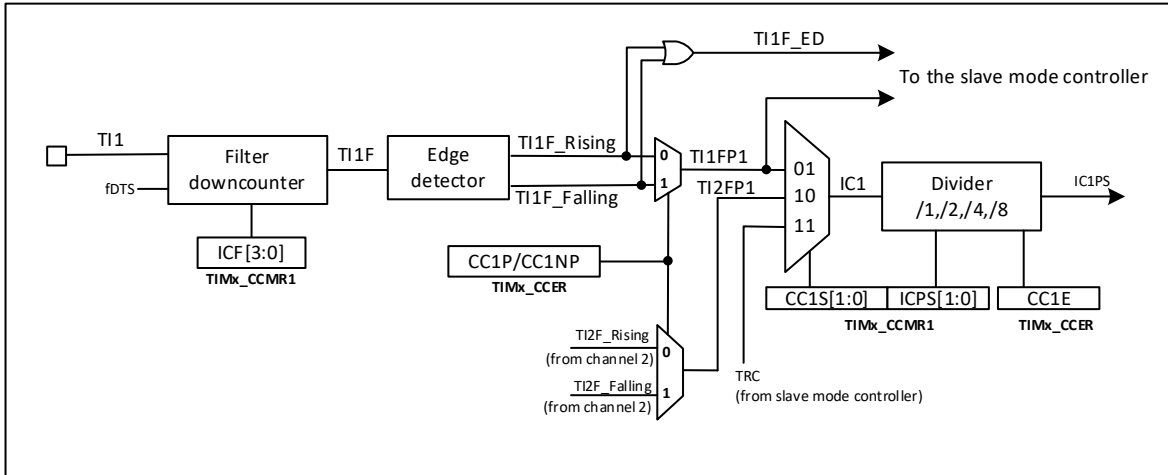 TI1F_ED
To the slave mode controller
TI1
fDTS
Filter
downcounter
TI1F
Edge
detector
TI1F_Rising
TI1F_Falling
0
1
TI1FP1
TI2FP1
01
10
11
IC1
Divider
/1,/2,/4,/8
IC1PS
ICF[3:0]
TIMx_CCMR1
CC1P/CC1NP
TIMx_CCER
CC1S[1:0]
ICPS[1:0]
TIMx_CCMR1
CC1E
TIMx_CCER
TI2F_Rising
(from channel 2)
0
TI2F_Falling
(from channel 2)
1
TRC
(from slave mode controller)